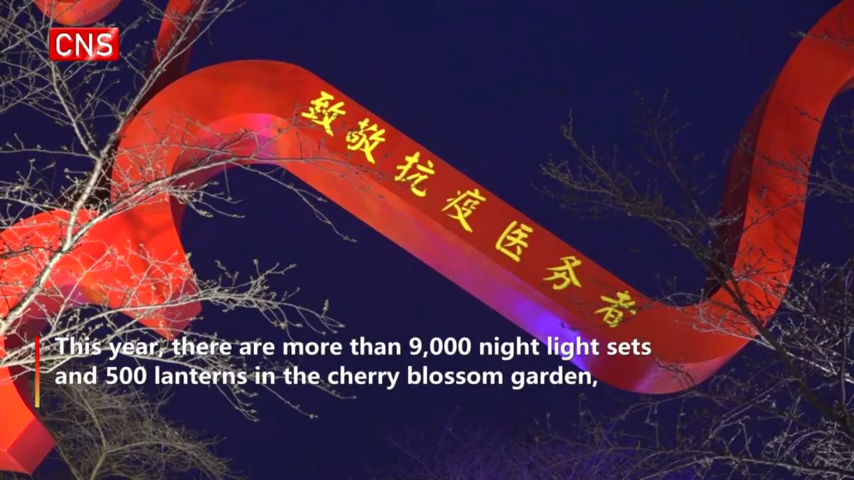 CNS
致敬抗疫医务者
This year, there are more than 9,000 night light sets
and 500 lanterns in the cherry blossom garden,